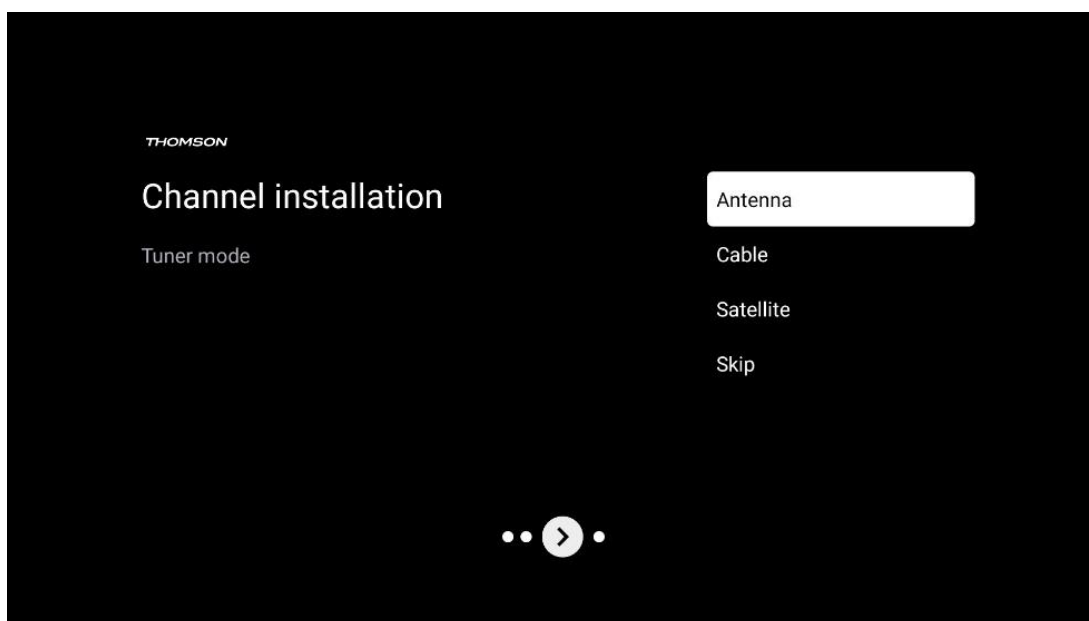 THOMSON
Channel installation
Tuner mode
Antenna
Cable
Satellite
Skip